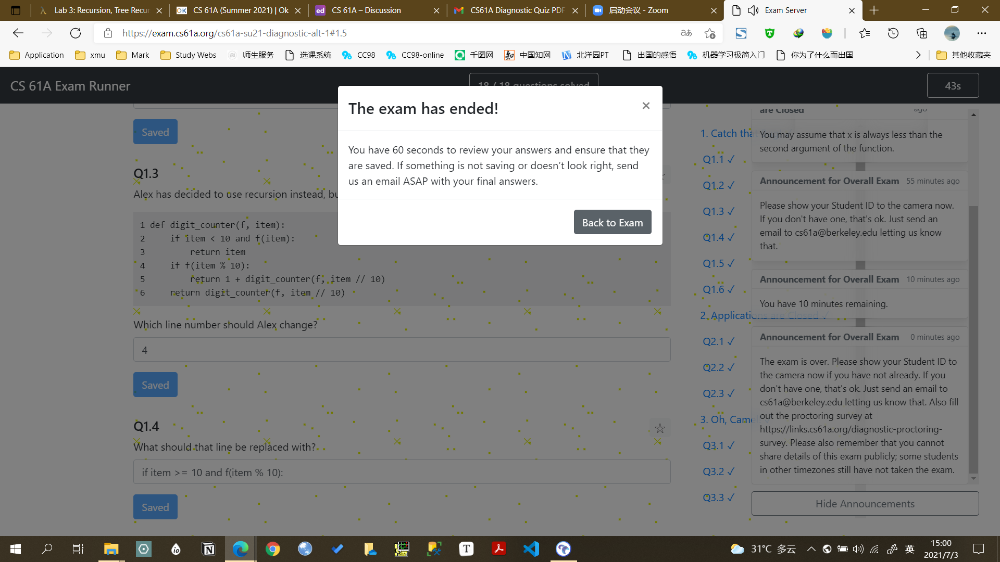 Lab 3: Recursion, Tree Recur
CS 61A (Summer 2021) | Ok
CS 61A – Discussion
CS61A Diagnostic Quiz PDF
启动会议 - Zoom
Exam Server
https://exam.cs61a.org/cs61a-su21-diagnostic-alt-1#1.5
Application
xmu
Mark
Study Webs
师生服务
选课系统
CC98
CC98-online
千图网
中国知网
北洋园PT
出国的感悟
机器学习极简入门
你为了什么而出国
其他收藏夹
CS 61A Exam Runner
18 / 18 questions solved
43s
The exam has ended!
You have 60 seconds to review your answers and ensure that they
are saved. If something is not saving or doesn’t look right, send
us an email ASAP with your final answers.
Back to Exam
Saved
Q1.3
Alex has decided to use recursion instead, bu
1 def digit_counter(f, item):
2     if item < 10 and f(item):
3         return item
4     if f(item % 10):
5         return 1 + digit_counter(f, item // 10)
6     return digit_counter(f, item // 10)
Which line number should Alex change?
4
Saved
Q1.4
What should that line be replaced with?
if item >= 10 and f(item % 10):
Saved
1. Catch tha
Q1.1 ✓
Q1.2 ✓
Q1.3 ✓
Q1.4 ✓
Q1.5 ✓
Q1.6 ✓
2. Applications are Closed ✓
Q2.1 ✓
Q2.2 ✓
Q2.3 ✓
3. Oh, Camel
Q3.1 ✓
Q3.2 ✓
Q3.3 ✓
are Closed
ago
You may assume that x is always less than the
second argument of the function.
Announcement for Overall Exam 55 minutes ago
Please show your Student ID to the camera now.
If you don't have one, that's ok. Just send an
email to cs61a@berkeley.edu letting us know
that.
Announcement for Overall Exam 10 minutes ago
You have 10 minutes remaining.
Announcement for Overall Exam 0 minutes ago
The exam is over. Please show your Student ID to
the camera now if you have not already. If you
don't have one, that's ok. Just send an email to
cs61a@berkeley.edu letting us know that. Also fill
out the proctoring survey at
https://links.cs61a.org/diagnostic-proctoring-
survey. Please also remember that you cannot
share details of this exam publicly; some students
in other timezones still have not taken the exam.
Hide Announcements
31°C 多云
英
15:00
2021/7/3